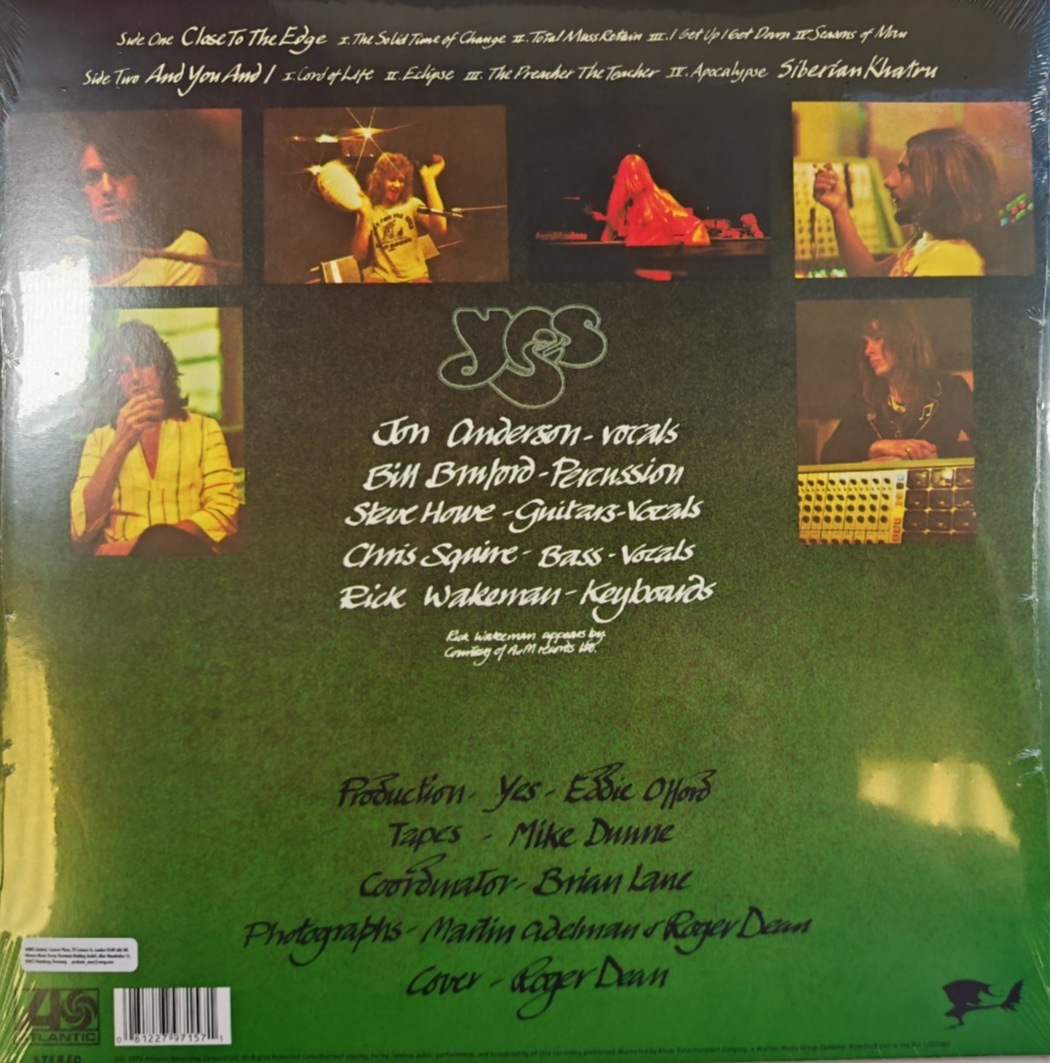 Side One Close To The Edge I. The Solid Time of Change II. Total Mass Retain III. I Get Up I Get Down IV Seasons of Man
Side Two And You And I I. Cord of Life II. Eclipse III. The Preacher The Teacher IV. Apocalypse Siberian Khatru
yes
Jon Anderson - vocals
Bill Bruford - Percussion
Steve Howe - Guitars - Vocals
Chris Squire - Bass - Vocals
Rick Wakeman - Keyboards
Rick Wakeman appears by
Courtesy of A&M records ltd.
Production - Yes - Eddie Offord
Tapes - Mike Dunne
Coordinator - Brian Lane
Photographs - Martin Adelman & Roger Dean
Cover - Roger Dean
ATLANTIC
STEREO
0 81227 97157 1